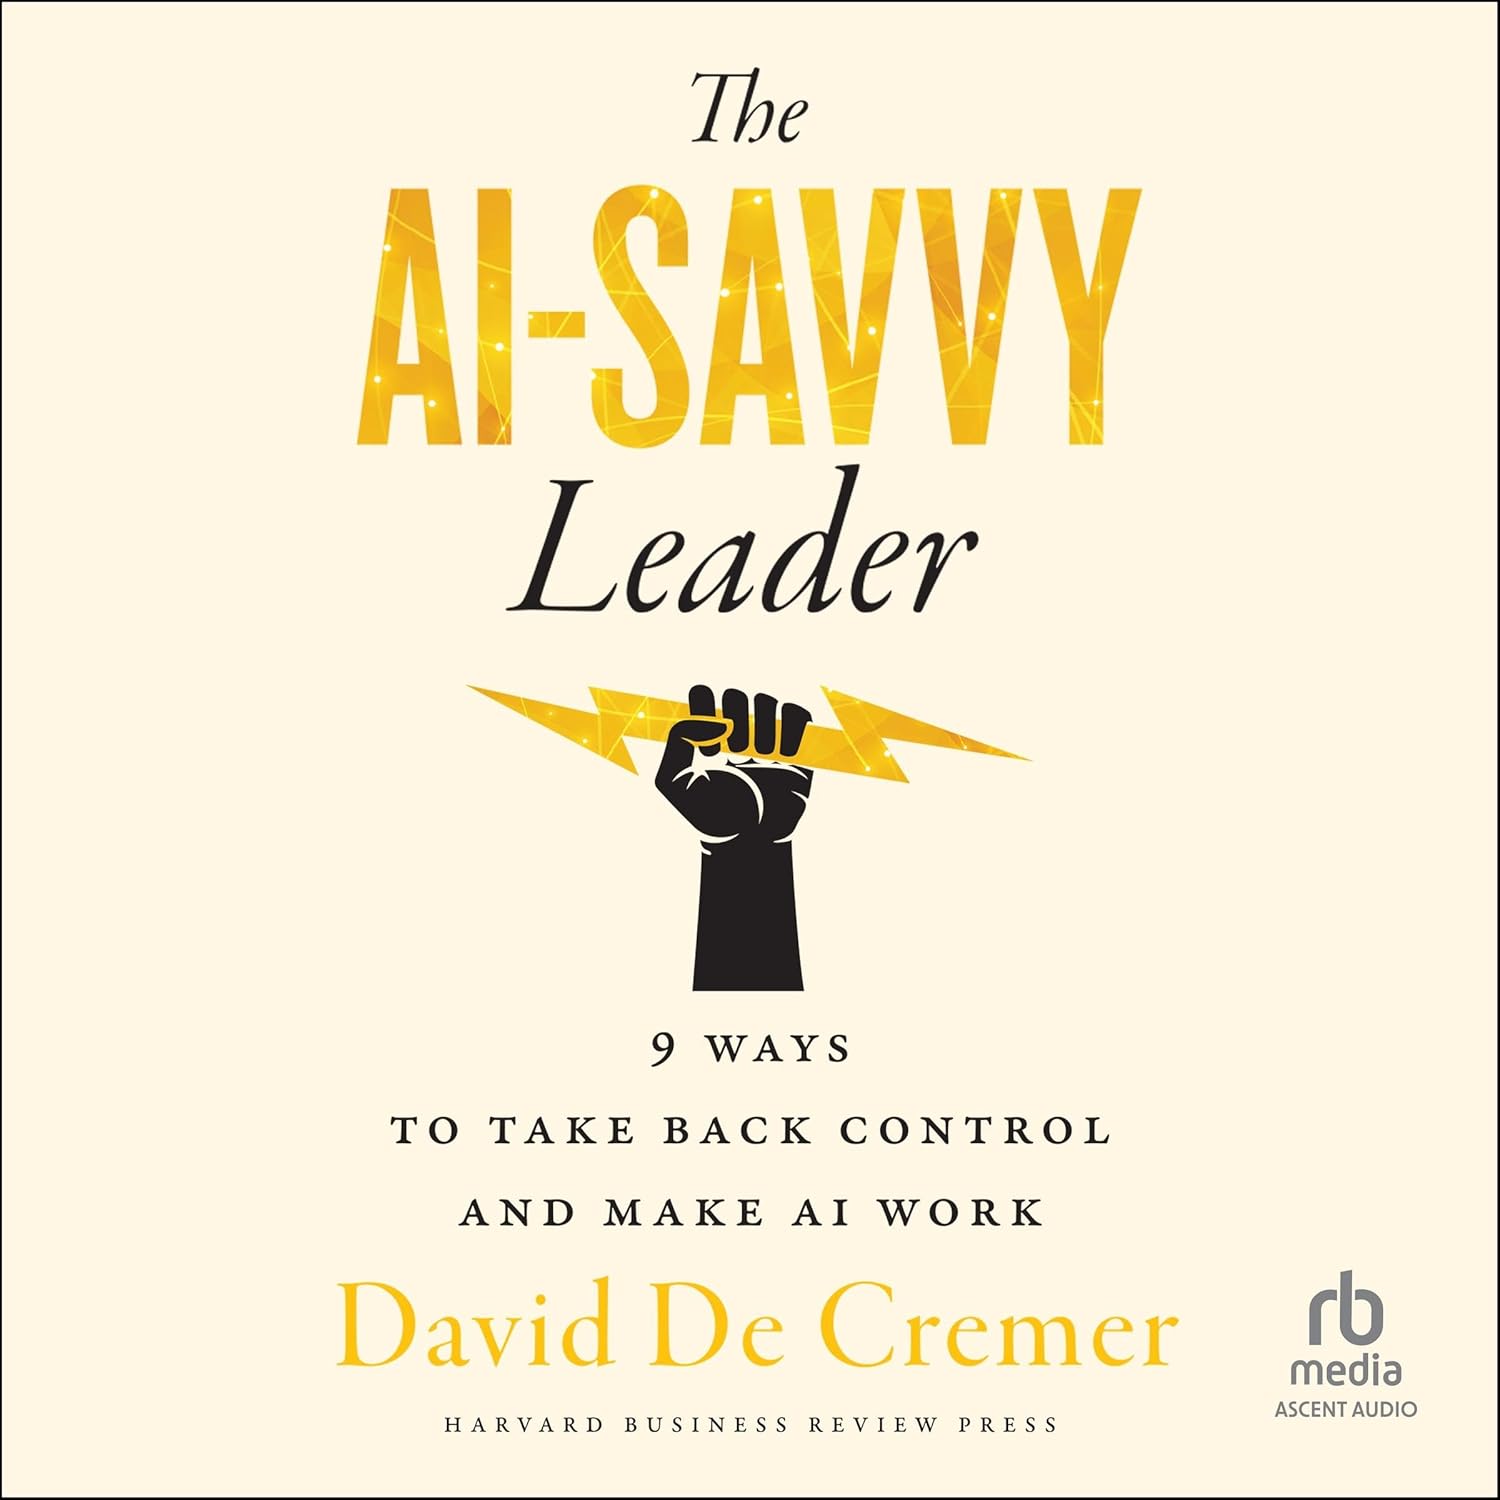 The
AI-SAVVY
Leader
9 WAYS
TO TAKE BACK CONTROL
AND MAKE AI WORK
David De Cremer
HARVARD BUSINESS REVIEW PRESS
rb
media
ASCENT AUDIO